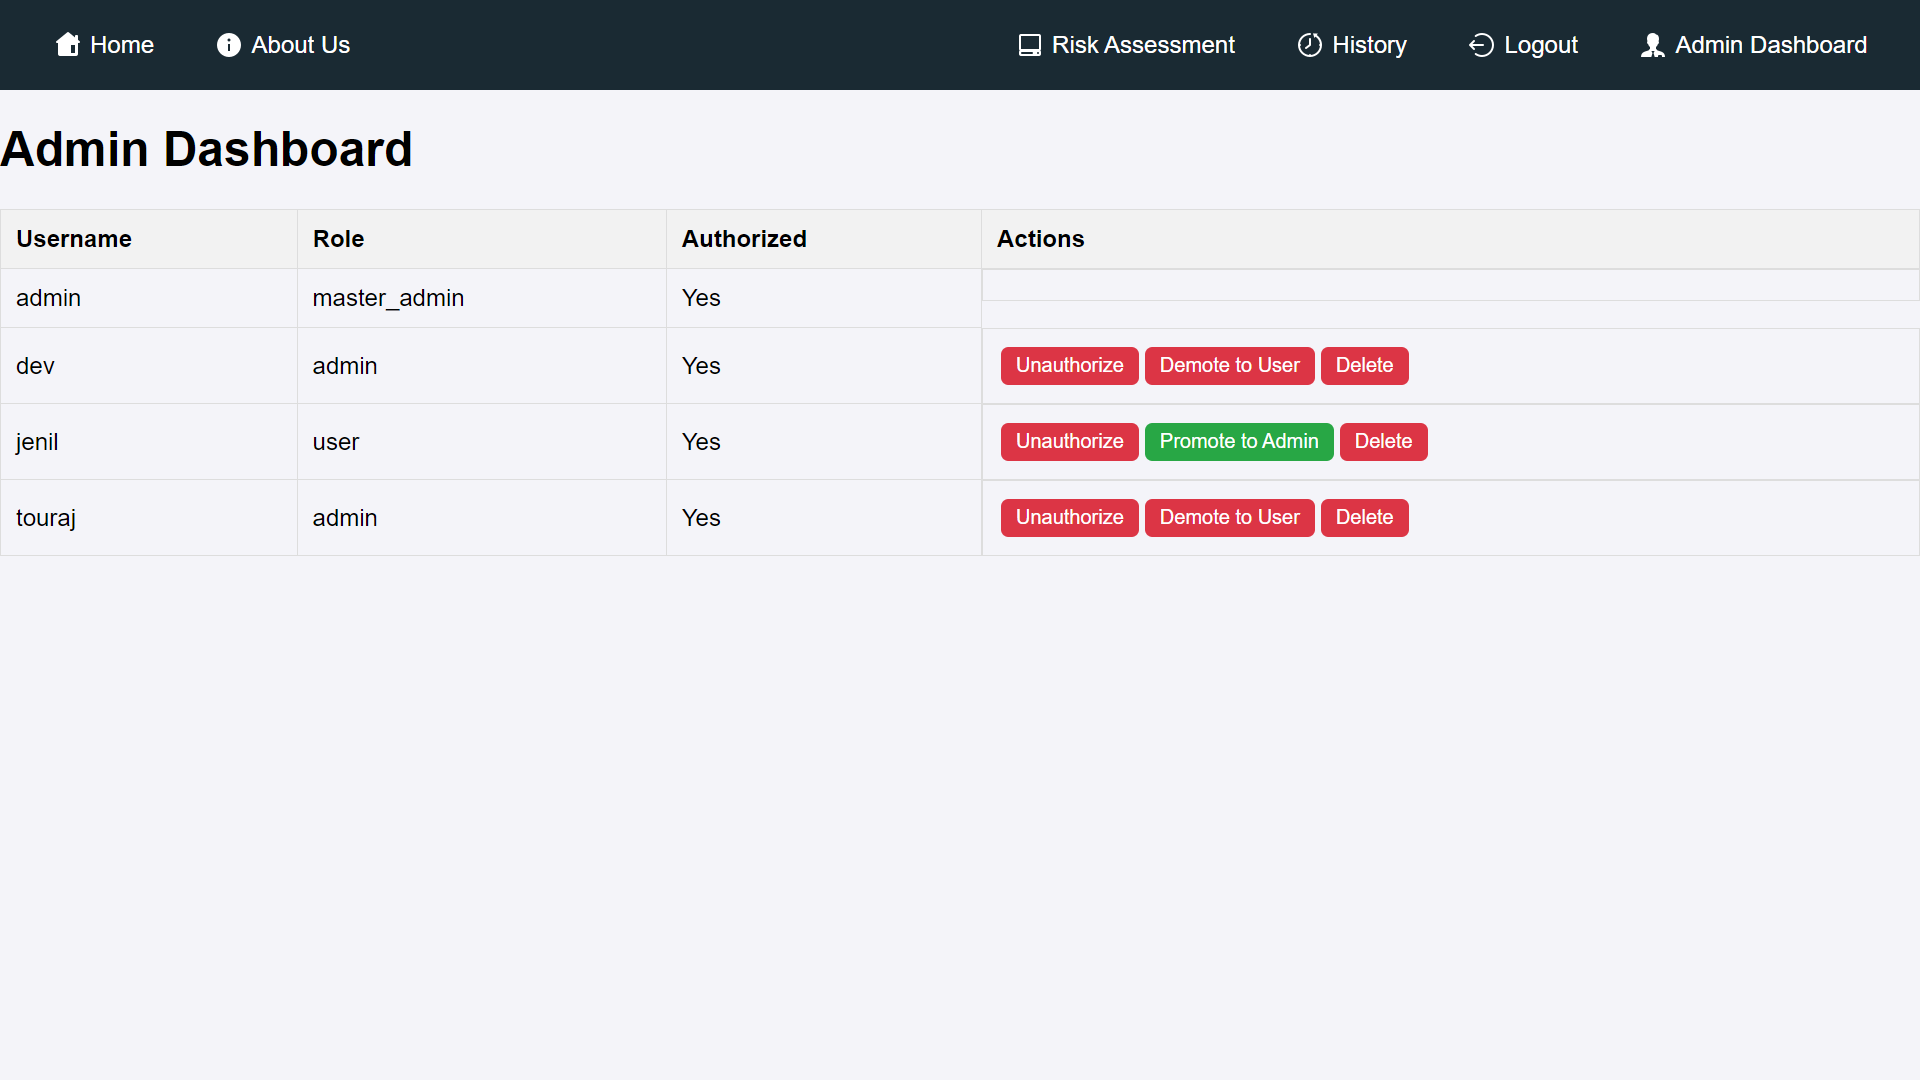 Home About Us Risk Assessment History Logout Admin Dashboard
Admin Dashboard
Username Role Authorized Actions
admin master_admin Yes
dev admin Yes Unauthorize Demote to User Delete
jenil user Yes Unauthorize Promote to Admin Delete
touraj admin Yes Unauthorize Demote to User Delete